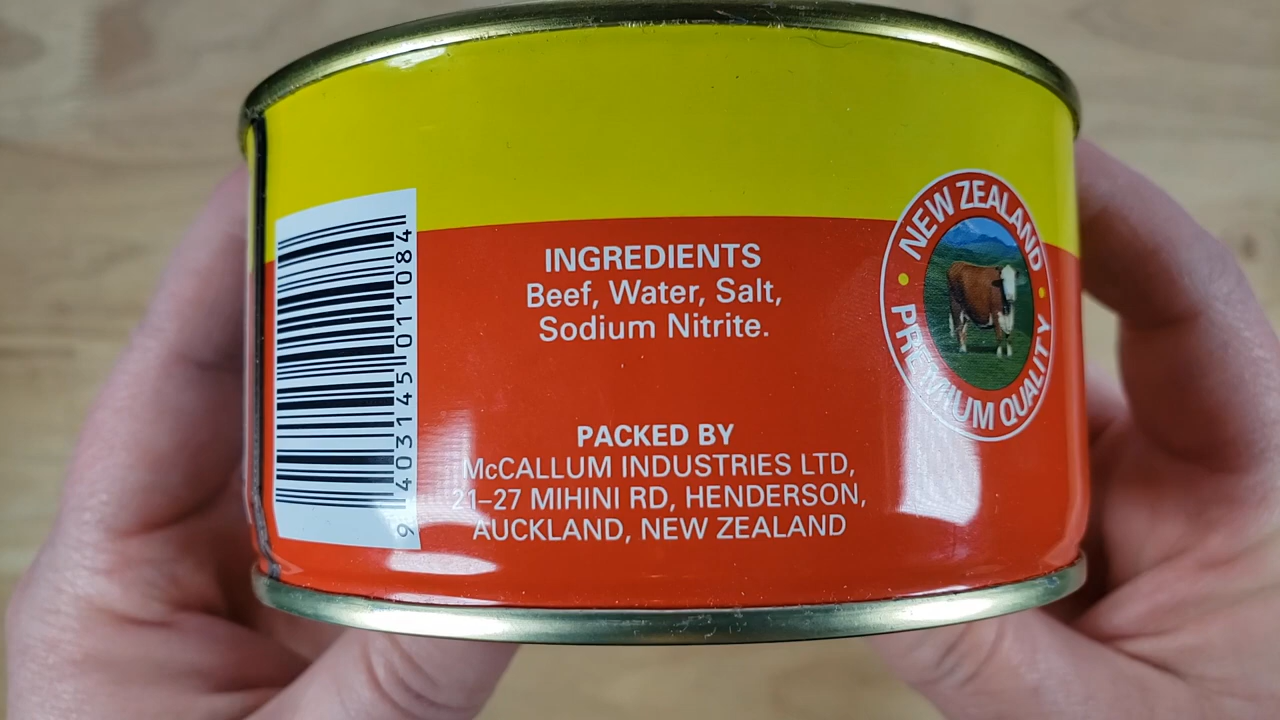 INGREDIENTS
Beef, Water, Salt,
Sodium Nitrite.
PACKED BY
McCALLUM INDUSTRIES LTD,
21–27 MIHINI RD, HENDERSON,
AUCKLAND, NEW ZEALAND
9 403145 011084
NEW ZEALAND
PREMIUM QUALITY